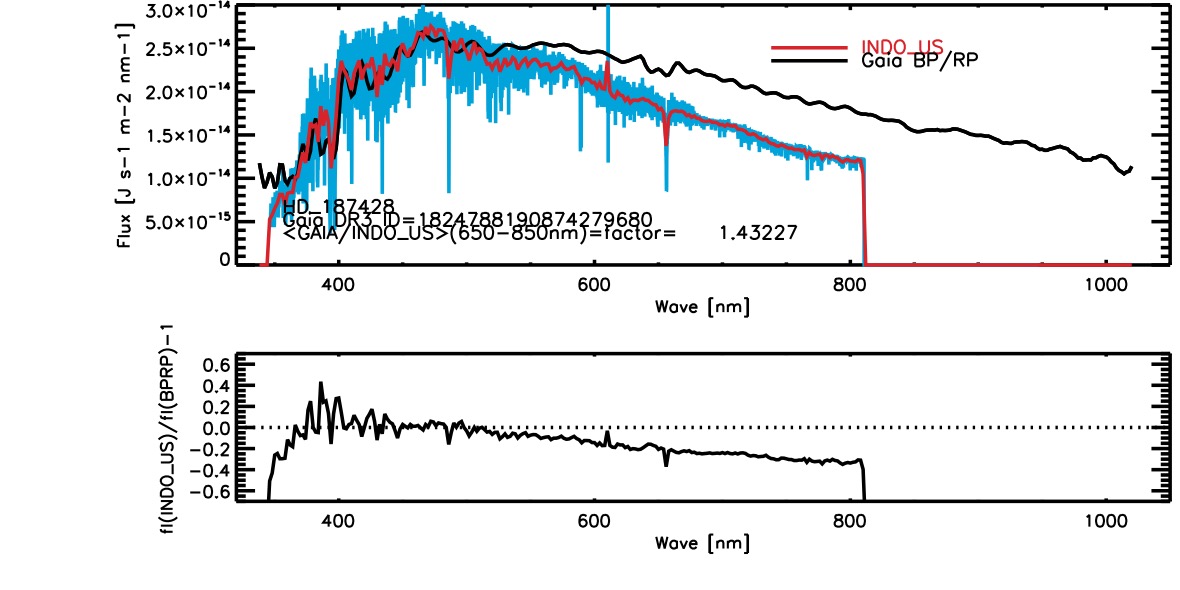 3.0×10⁻¹⁴
2.5×10⁻¹⁴
2.0×10⁻¹⁴
1.5×10⁻¹⁴
1.0×10⁻¹⁴
5.0×10⁻¹⁵
0
Flux [J s−1 m−2 nm−1]
INDO_US
Gaia BP/RP
HD_187428
Gaia DR3 ID=1824788190874279680
<GAIA/INDO_US>(650−850nm)=factor= 1.43227
400 600 800 1000
Wave [nm]
0.6
0.4
0.2
0.0
−0.2
−0.4
−0.6
fl(INDO_US)/fl(BPRP)−1
400 600 800 1000
Wave [nm]